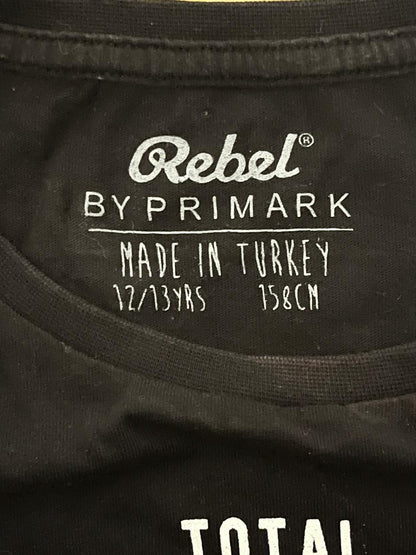 Rebel®
BY PRIMARK
MADE IN TURKEY
12/13YRS 158CM
TOTAL